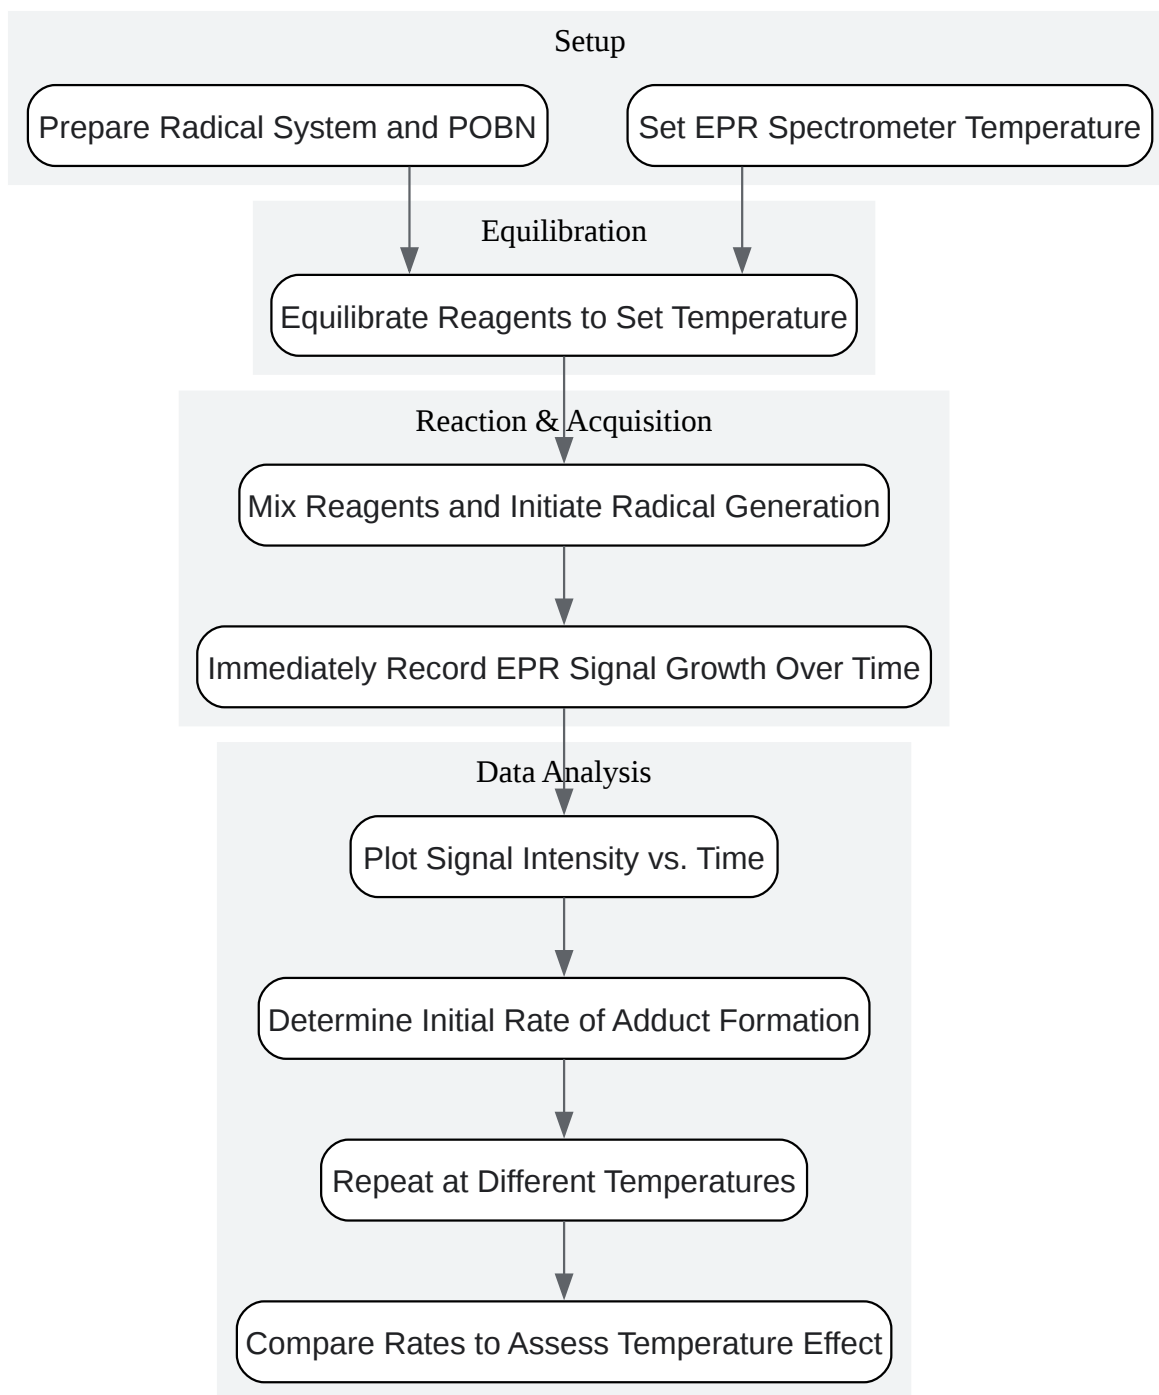 Setup
Prepare Radical System and POBN
Set EPR Spectrometer Temperature
Equilibration
Equilibrate Reagents to Set Temperature
Reaction & Acquisition
Mix Reagents and Initiate Radical Generation
Immediately Record EPR Signal Growth Over Time
Data Analysis
Plot Signal Intensity vs. Time
Determine Initial Rate of Adduct Formation
Repeat at Different Temperatures
Compare Rates to Assess Temperature Effect